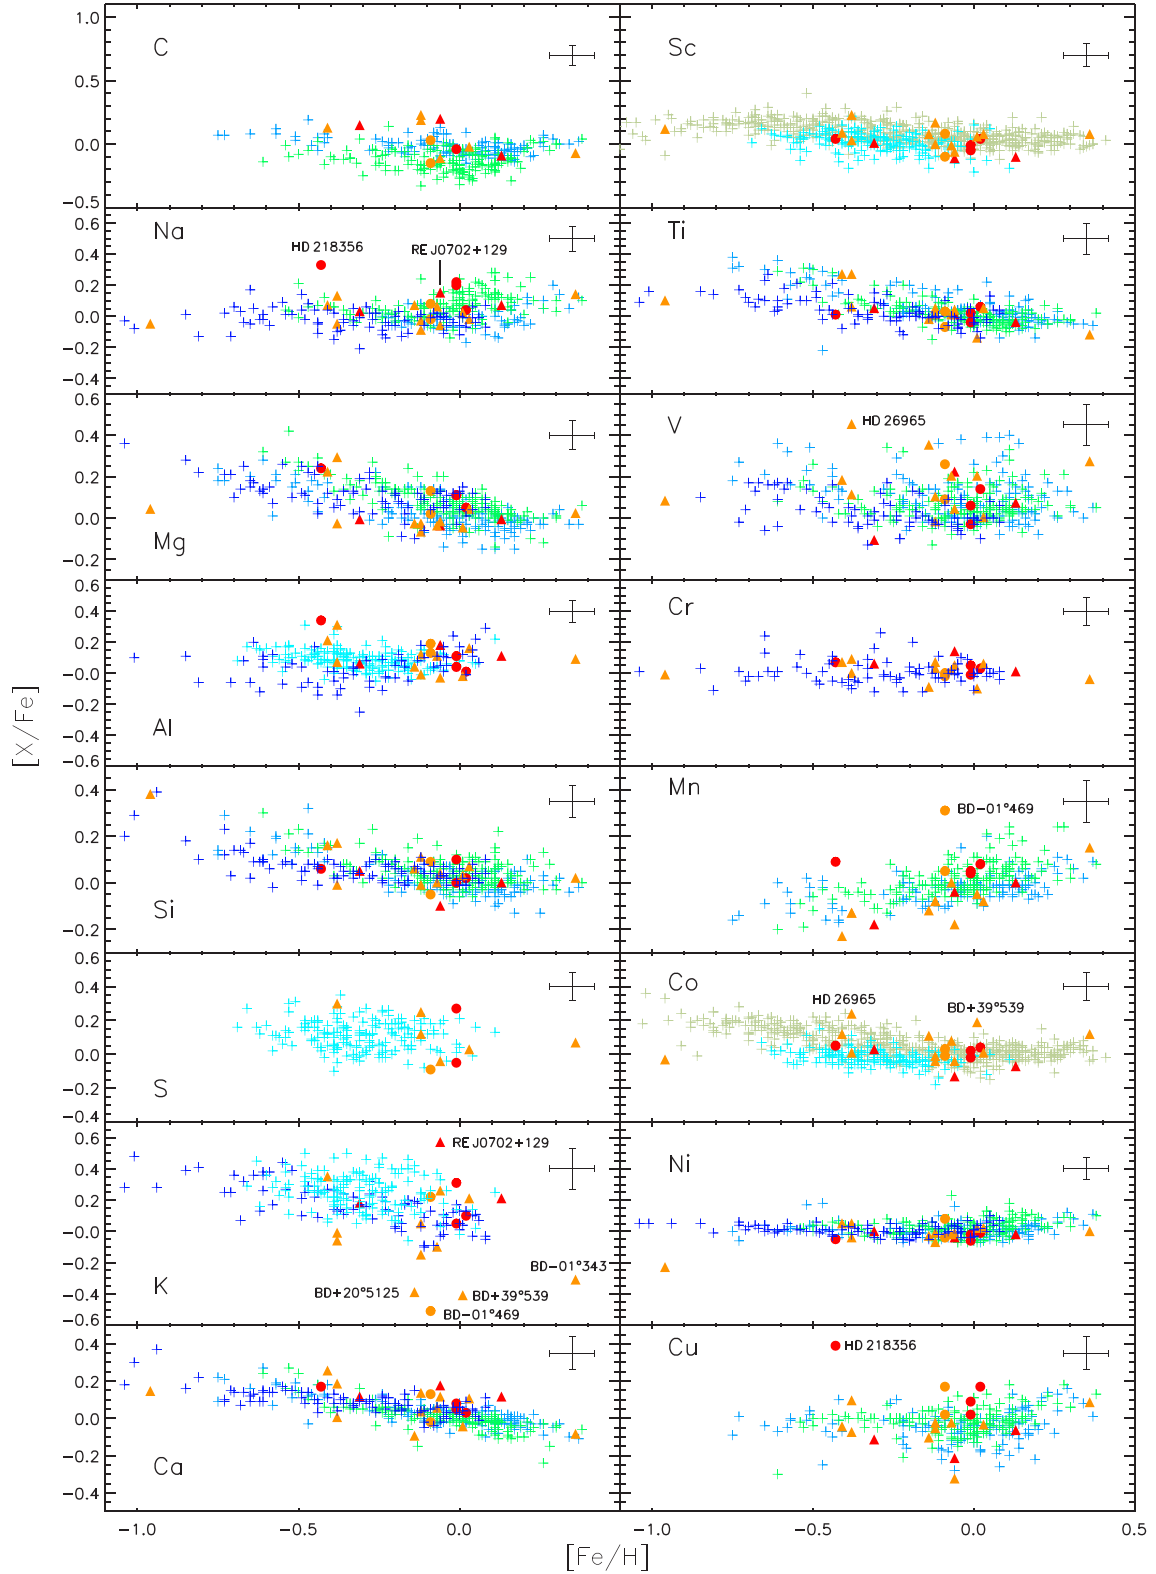 1.0
0.5
0.0
−0.5
C
Sc
0.6
0.4
0.2
0.0
−0.2
−0.4
Na
HD 218356
REJ0702+129
Ti
0.6
0.4
0.2
0.0
−0.2
Mg
V
HD 26965
0.6
0.4
0.2
0.0
−0.2
−0.4
−0.6
Al
Cr
[X/Fe]
0.4
0.2
0.0
−0.2
Si
Mn
BD−01°469
0.6
0.4
0.2
0.0
−0.2
−0.4
S
Co
HD 26965
BD+39°539
0.6
0.4
0.2
−0.0
−0.2
−0.4
−0.6
K
REJ0702+129
BD−01°343
BD+20°5125
BD+39°539
BD−01°469
Ni
0.4
0.2
0.0
−0.2
−0.4
Ca
Cu
HD 218356
−1.0
−0.5
0.0
−1.0
−0.5
0.0
0.5
[Fe/H]